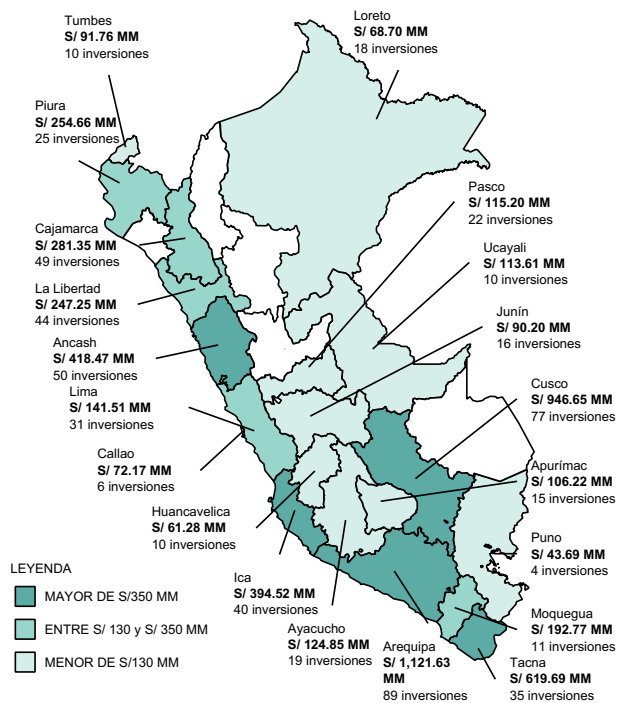 Tumbes
S/ 91.76 MM
10 inversiones
Loreto
S/ 68.70 MM
18 inversiones
Piura
S/ 254.66 MM
25 inversiones
Pasco
S/ 115.20 MM
22 inversiones
Cajamarca
S/ 281.35 MM
49 inversiones
Ucayali
S/ 113.61 MM
10 inversiones
La Libertad
S/ 247.25 MM
44 inversiones
Junín
S/ 90.20 MM
16 inversiones
Ancash
S/ 418.47 MM
50 inversiones
Cusco
S/ 946.65 MM
77 inversiones
Lima
S/ 141.51 MM
31 inversiones
Callao
S/ 72.17 MM
6 inversiones
Apurímac
S/ 106.22 MM
15 inversiones
Huancavelica
S/ 61.28 MM
10 inversiones
Puno
S/ 43.69 MM
4 inversiones
Ica
S/ 394.52 MM
40 inversiones
Ayacucho
S/ 124.85 MM
19 inversiones
Arequipa
S/ 1,121.63
MM
89 inversiones
Moquegua
S/ 192.77 MM
11 inversiones
Tacna
S/ 619.69 MM
35 inversiones
LEYENDA
MAYOR DE S/350 MM
ENTRE S/ 130 y S/ 350 MM
MENOR DE S/130 MM